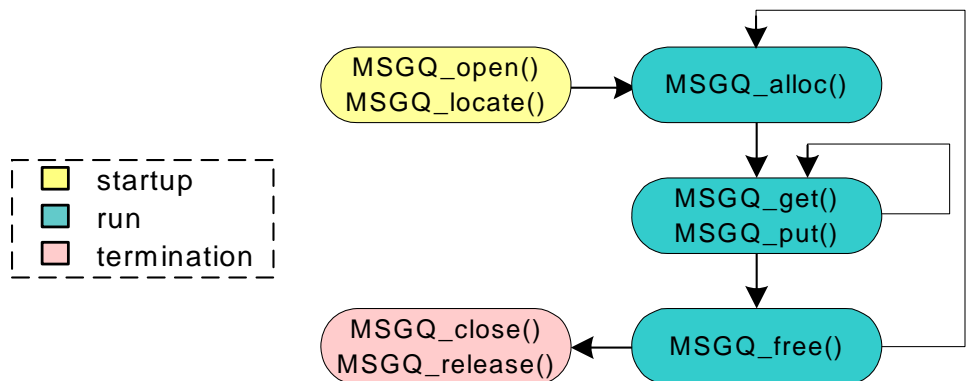 MSGQ_open()
MSGQ_locate()
MSGQ_alloc()
startup
run
termination
MSGQ_get()
MSGQ_put()
MSGQ_close()
MSGQ_release()
MSGQ_free()